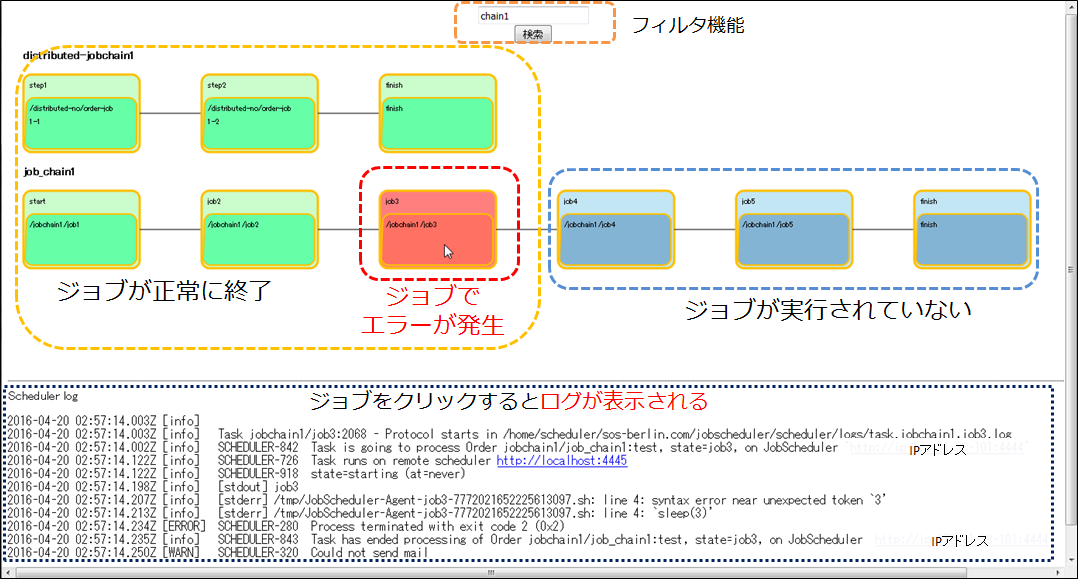 chain1
フィルタ機能
検索
distributed-jobchain1
step1
step2
finish
/distributed-no/order-job
1-1
/distributed-no/order-job
1-2
finish
job_chain1
start
job2
job3
job4
job5
finish
/jobchain1/job1
/jobchain1/job2
/jobchain1/job3
/jobchain1/job4
/jobchain1/job5
finish
ジョブが正常に終了
ジョブで
エラーが発生
ジョブが実行されていない
Scheduler log
ジョブをクリックするとログが表示される
2016-04-20 02:57:14.003Z [info]
2016-04-20 02:57:14.003Z [info] Task jobchain1/job3:2068 - Protocol starts in /home/scheduler/sos-berlin.com/jobscheduler/scheduler/logs/task.jobchain1.job3.log
2016-04-20 02:57:14.002Z [info] SCHEDULER-842 Task is going to process Order jobchain1/job_chain1:test, state=job3, on JobScheduler IPアドレス
2016-04-20 02:57:14.122Z [info] SCHEDULER-726 Task runs on remote scheduler http://localhost:4445
2016-04-20 02:57:14.122Z [info] SCHEDULER-918 state=starting (at=never)
2016-04-20 02:57:14.198Z [info] [stdout] job3
2016-04-20 02:57:14.207Z [info] [stderr] /tmp/JobScheduler-Agent-job3-7772021652225613097.sh: line 4: syntax error near unexpected token `3'
2016-04-20 02:57:14.213Z [info] [stderr] /tmp/JobScheduler-Agent-job3-7772021652225613097.sh: line 4: `sleep(3)'
2016-04-20 02:57:14.234Z [ERROR] SCHEDULER-280 Process terminated with exit code 2 (0x2)
2016-04-20 02:57:14.235Z [info] SCHEDULER-843 Task has ended processing of Order jobchain1/job_chain1:test, state=job3, on JobScheduler IPアドレス
2016-04-20 02:57:14.250Z [WARN] SCHEDULER-320 Could not send mail